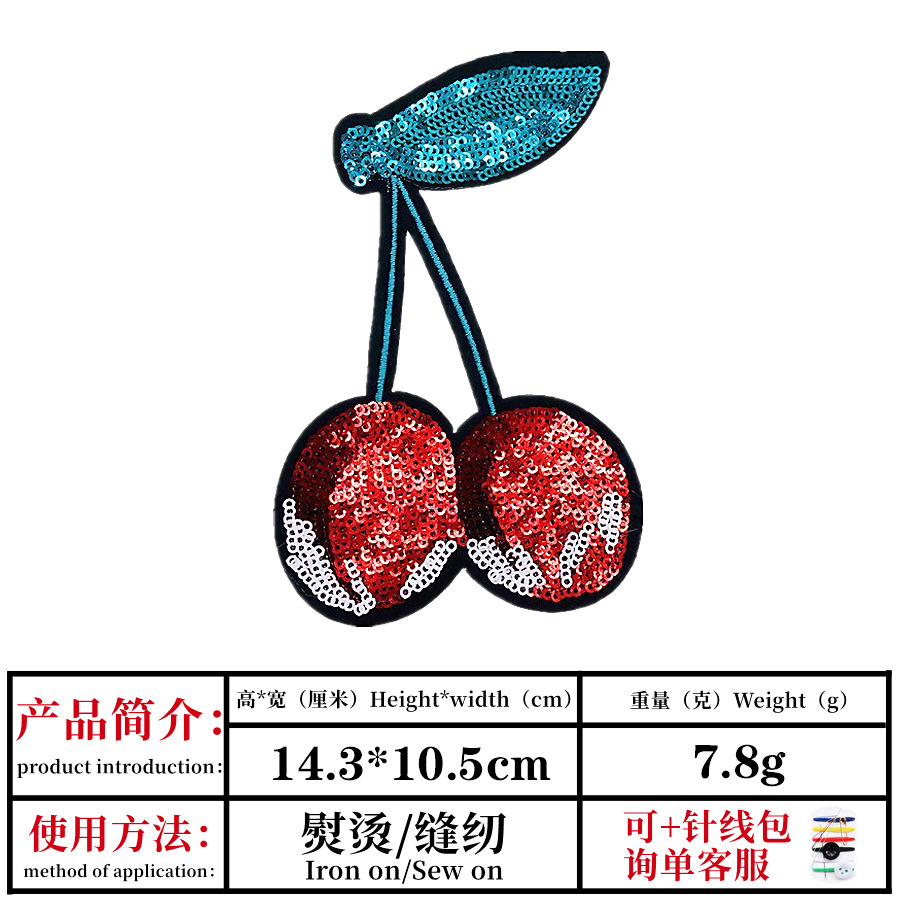 产品简介：
product introduction：
高*宽（厘米）Height*width（cm）
重量（克）Weight（g）
14.3*10.5cm
7.8g
使用方法：
method of application：
熨烫/缝纫
Iron on/Sew on
可+针线包
询单客服